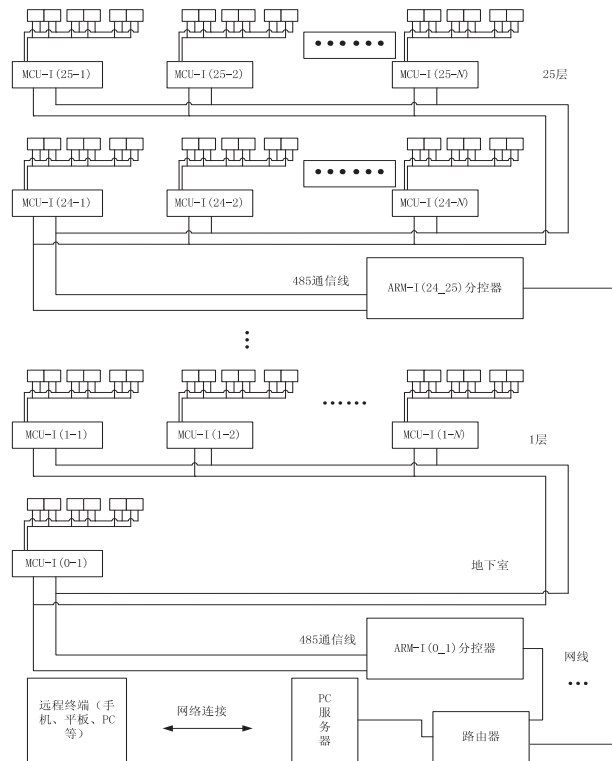 MCU-I(25-1)
MCU-I(25-2)
MCU-I(25-N)
25层
MCU-I(24-1)
MCU-I(24-2)
MCU-I(24-N)
485通信线
ARM-I(24_25)分控器
MCU-I(1-1)
MCU-I(1-2)
MCU-I(1-N)
1层
MCU-I(0-1)
地下室
485通信线
ARM-I(0_1)分控器
网线
远程终端（手
机、平板、PC
等）
网络连接
PC
服
务
器
路由器